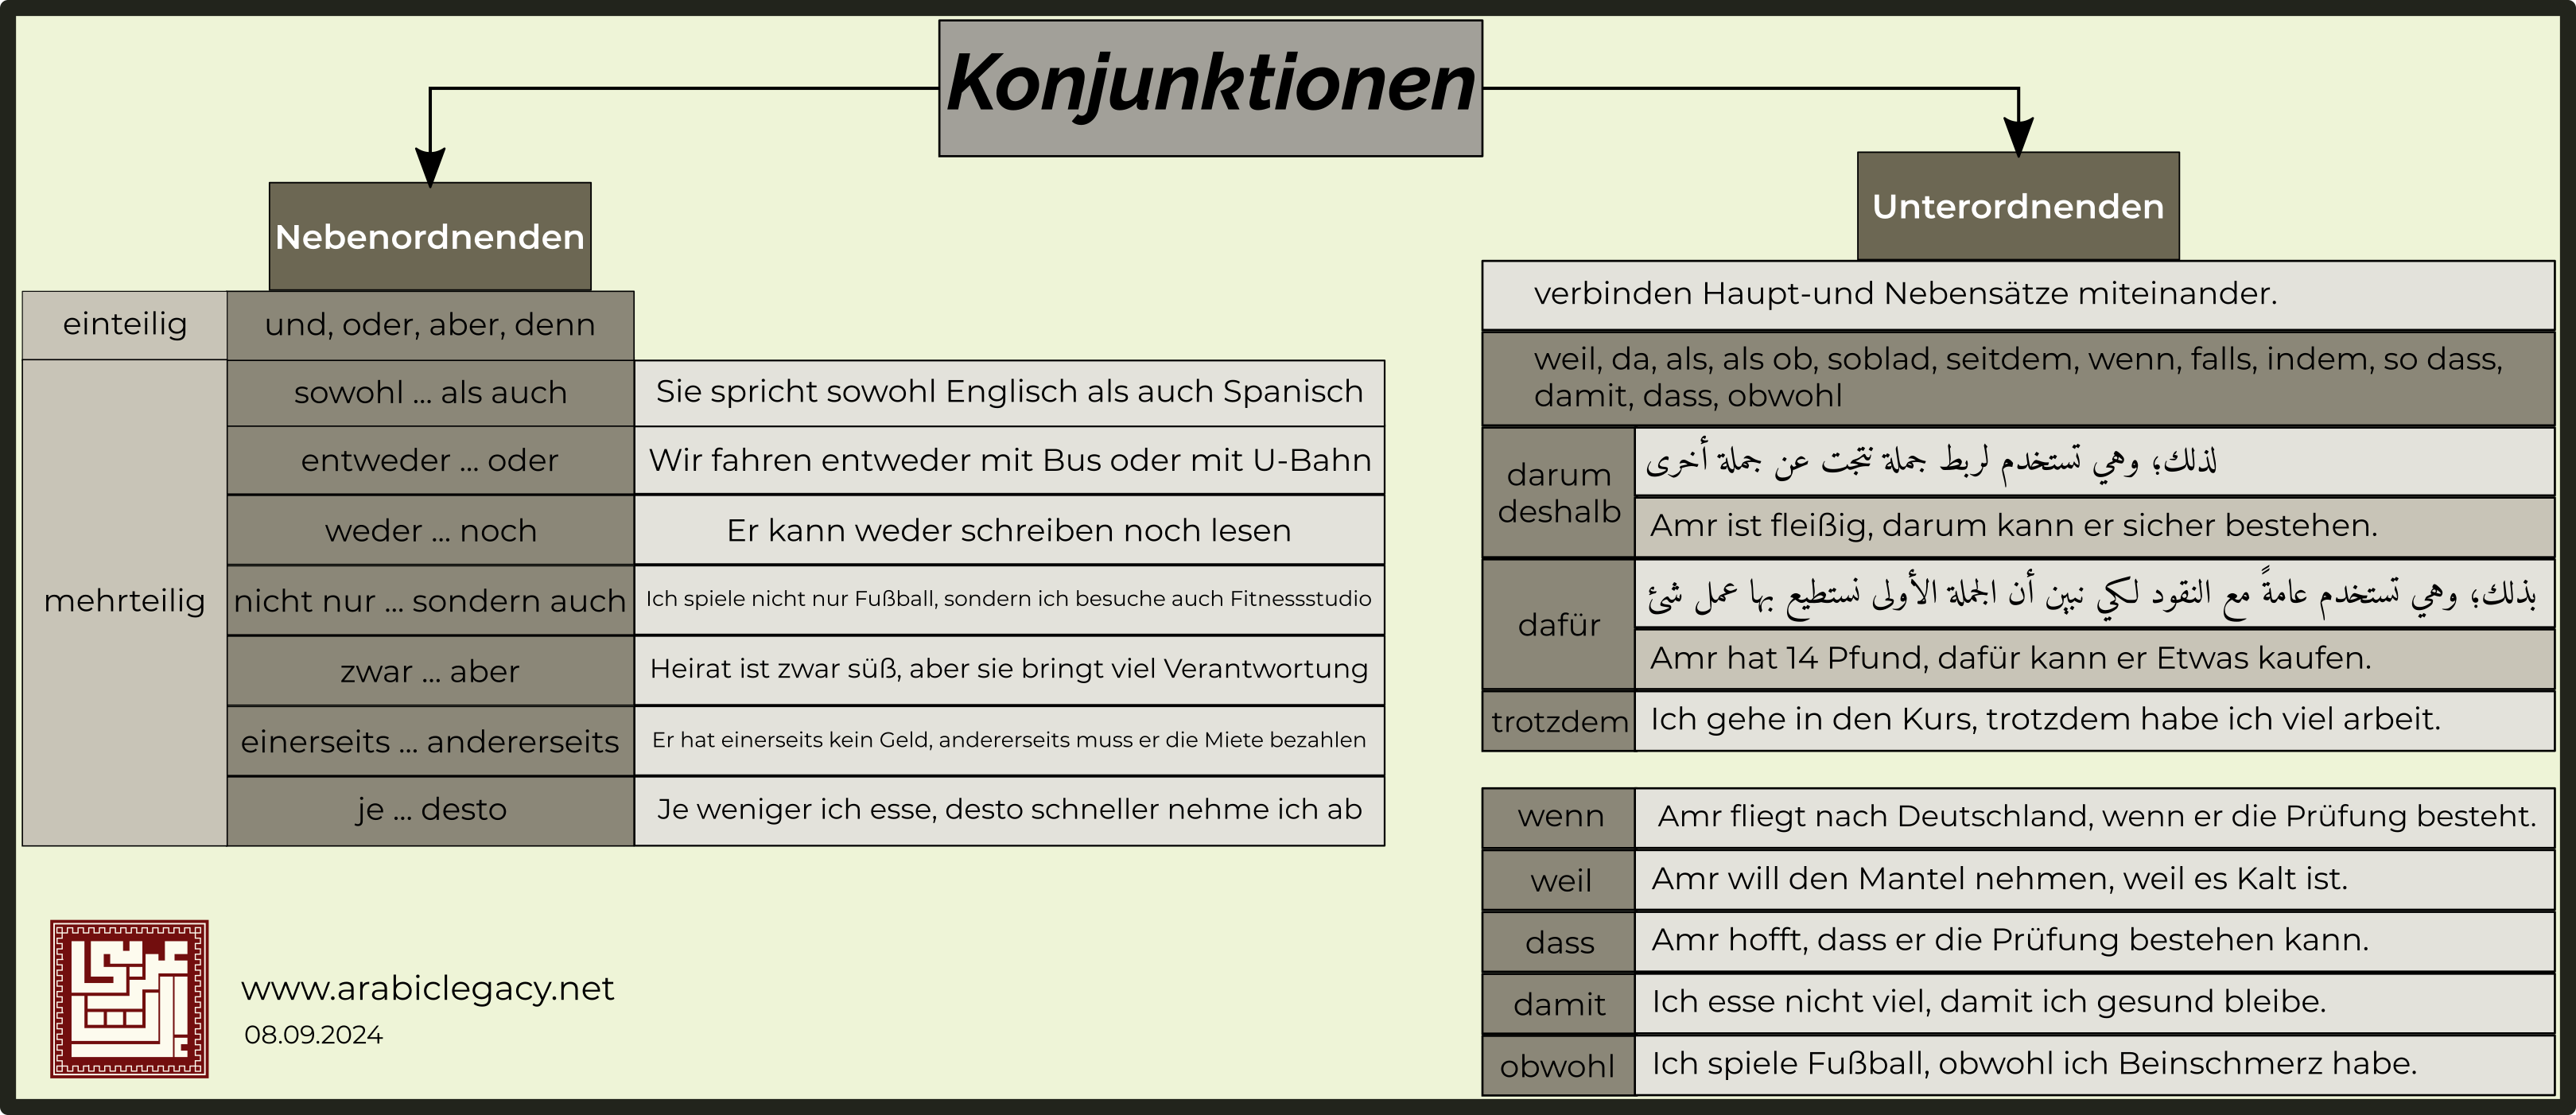 Konjunktionen
Nebenordnenden
einteilig
und, oder, aber, denn
mehrteilig
sowohl ... als auch
Sie spricht sowohl Englisch als auch Spanisch
entweder ... oder
Wir fahren entweder mit Bus oder mit U-Bahn
weder ... noch
Er kann weder schreiben noch lesen
nicht nur ... sondern auch
Ich spiele nicht nur Fußball, sondern ich besuche auch Fitnessstudio
zwar ... aber
Heirat ist zwar süß, aber sie bringt viel Verantwortung
einerseits ... andererseits
Er hat einerseits kein Geld, andererseits muss er die Miete bezahlen
je ... desto
Je weniger ich esse, desto schneller nehme ich ab
Unterordnenden
verbinden Haupt-und Nebensätze miteinander.
weil, da, als, als ob, soblad, seitdem, wenn, falls, indem, so dass,
damit, dass, obwohl
darum
deshalb
لذلك؛ وهي تستخدم لربط جملة نتجت عن جملة أخرى
Amr ist fleißig, darum kann er sicher bestehen.
dafür
بذلك؛ وهي تستخدم عامةً مع النقود لكي نبين أن الجملة الأولى نستطيع بها عمل شئ
Amr hat 14 Pfund, dafür kann er Etwas kaufen.
trotzdem
Ich gehe in den Kurs, trotzdem habe ich viel arbeit.
wenn
Amr fliegt nach Deutschland, wenn er die Prüfung besteht.
weil
Amr will den Mantel nehmen, weil es Kalt ist.
dass
Amr hofft, dass er die Prüfung bestehen kann.
damit
Ich esse nicht viel, damit ich gesund bleibe.
obwohl
Ich spiele Fußball, obwohl ich Beinschmerz habe.
www.arabiclegacy.net
08.09.2024